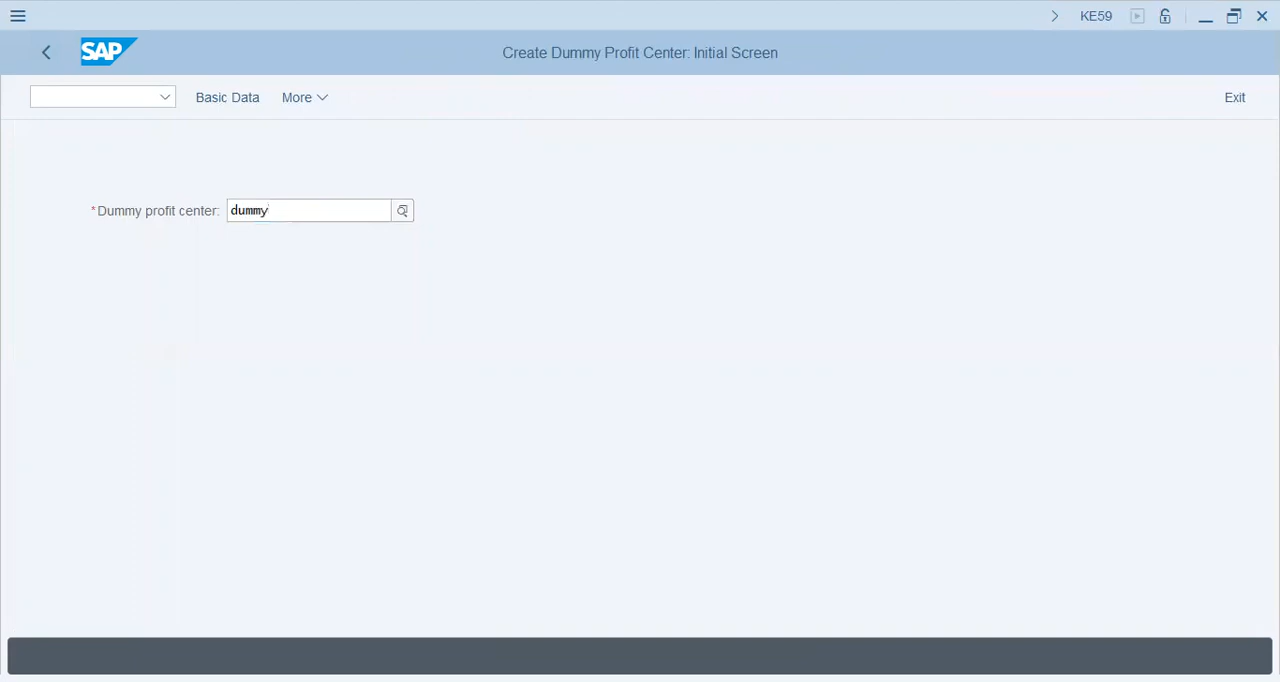 KE59
SAP
Create Dummy Profit Center: Initial Screen
Basic Data
More
Exit
*Dummy profit center:
dummy